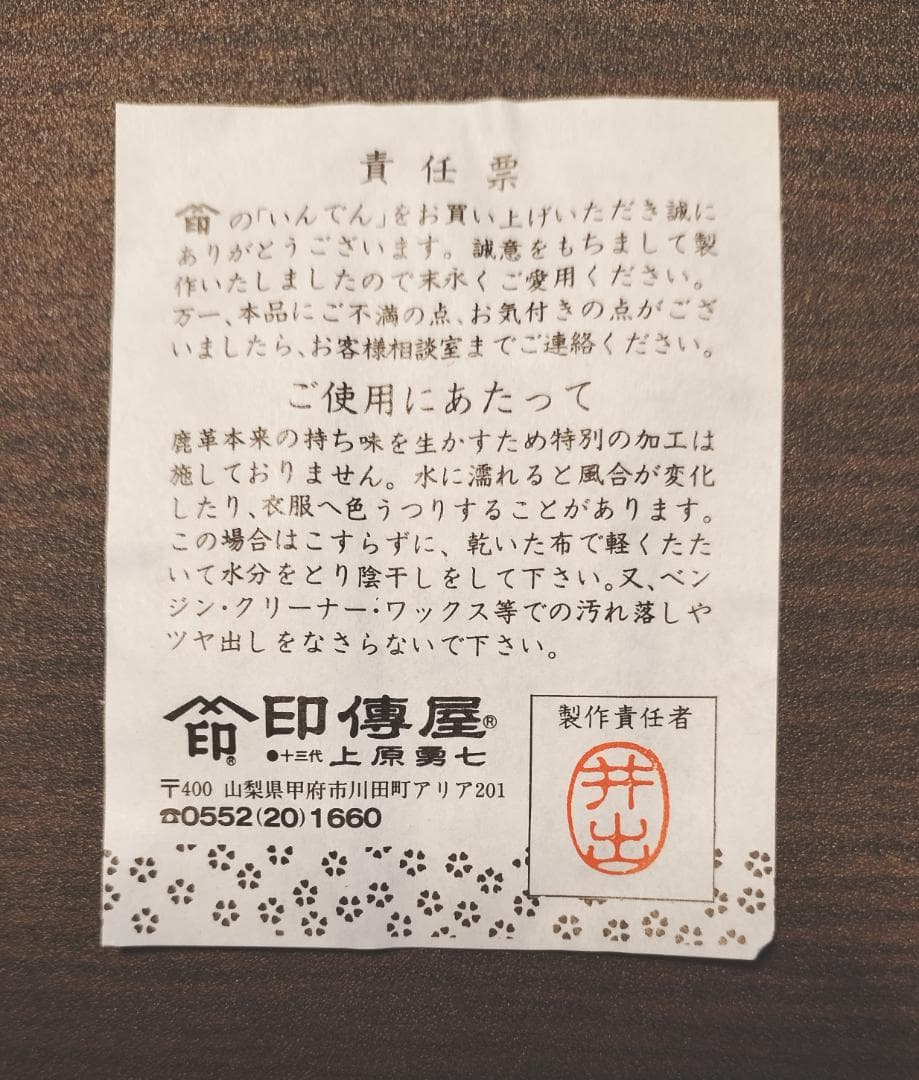 責任票
印の「いんでん」をお買い上げいただき誠に
ありがとうございます。誠意をもちまして製
作いたしましたので末永くご愛用ください。
万一、本品にご不満の点、お気付きの点がござ
いましたら、お客様相談室までご連絡ください。
ご使用にあたって
鹿革本来の持ち味を生かすため特別の加工は
施しておりません。水に濡れると風合が変化
したり、衣服へ色うつりすることがあります。
この場合はこすらずに、乾いた布で軽くたた
いて水分をとり陰干しをして下さい。又、ベン
ジン・クリーナー・ワックス等での汚れ落しや
ツヤ出しをなさらないで下さい。
印® 印傳屋®
●十三代 上原勇七
〒400 山梨県甲府市川田町アリア201
☎0552(20)1660
製作責任者
井出